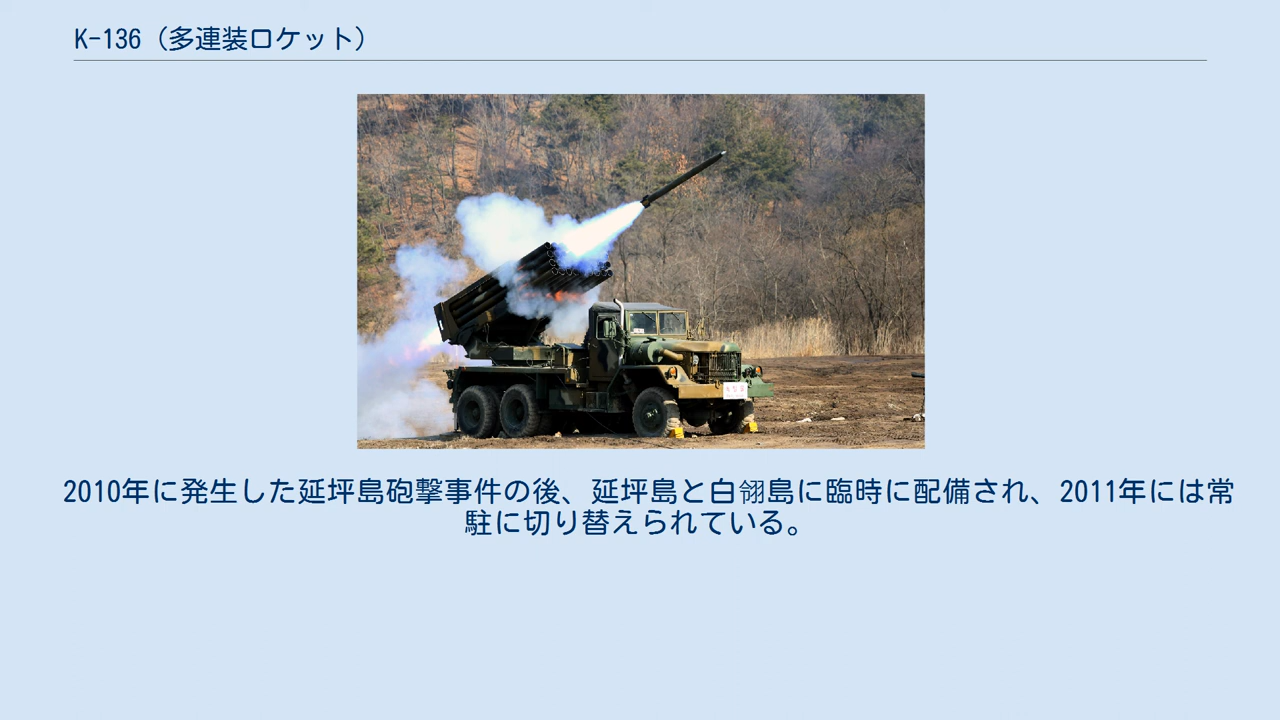 K-136（多連装ロケット）
2010年に発生した延坪島砲撃事件の後、延坪島と白翎島に臨時に配備され、2011年には常
駐に切り替えられている。